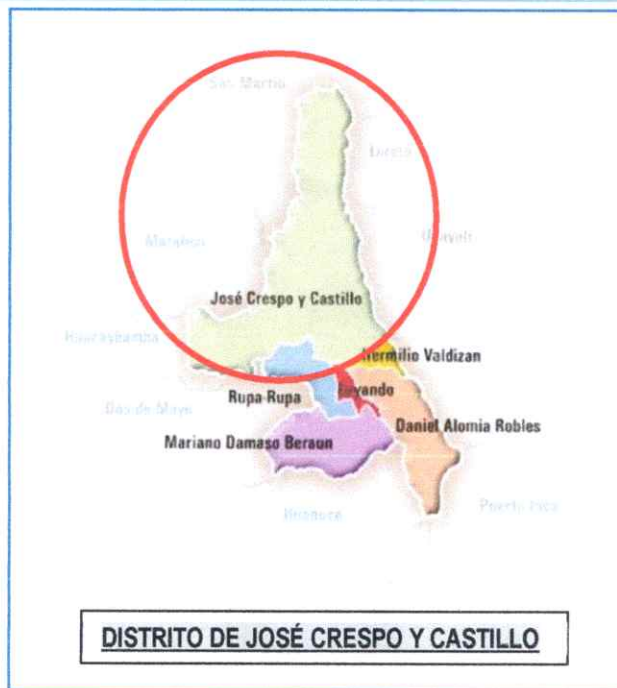 San Martín
Loreto
Marañon
Ucayali
José Crespo y Castillo
Huacaybamba
Hermilio Valdizan
Rupa-Rupa
Luyando
Dos de Mayo
Daniel Alomia Robles
Mariano Damaso Beraun
Huánuco
Puerto Inca
DISTRITO DE JOSÉ CRESPO Y CASTILLO